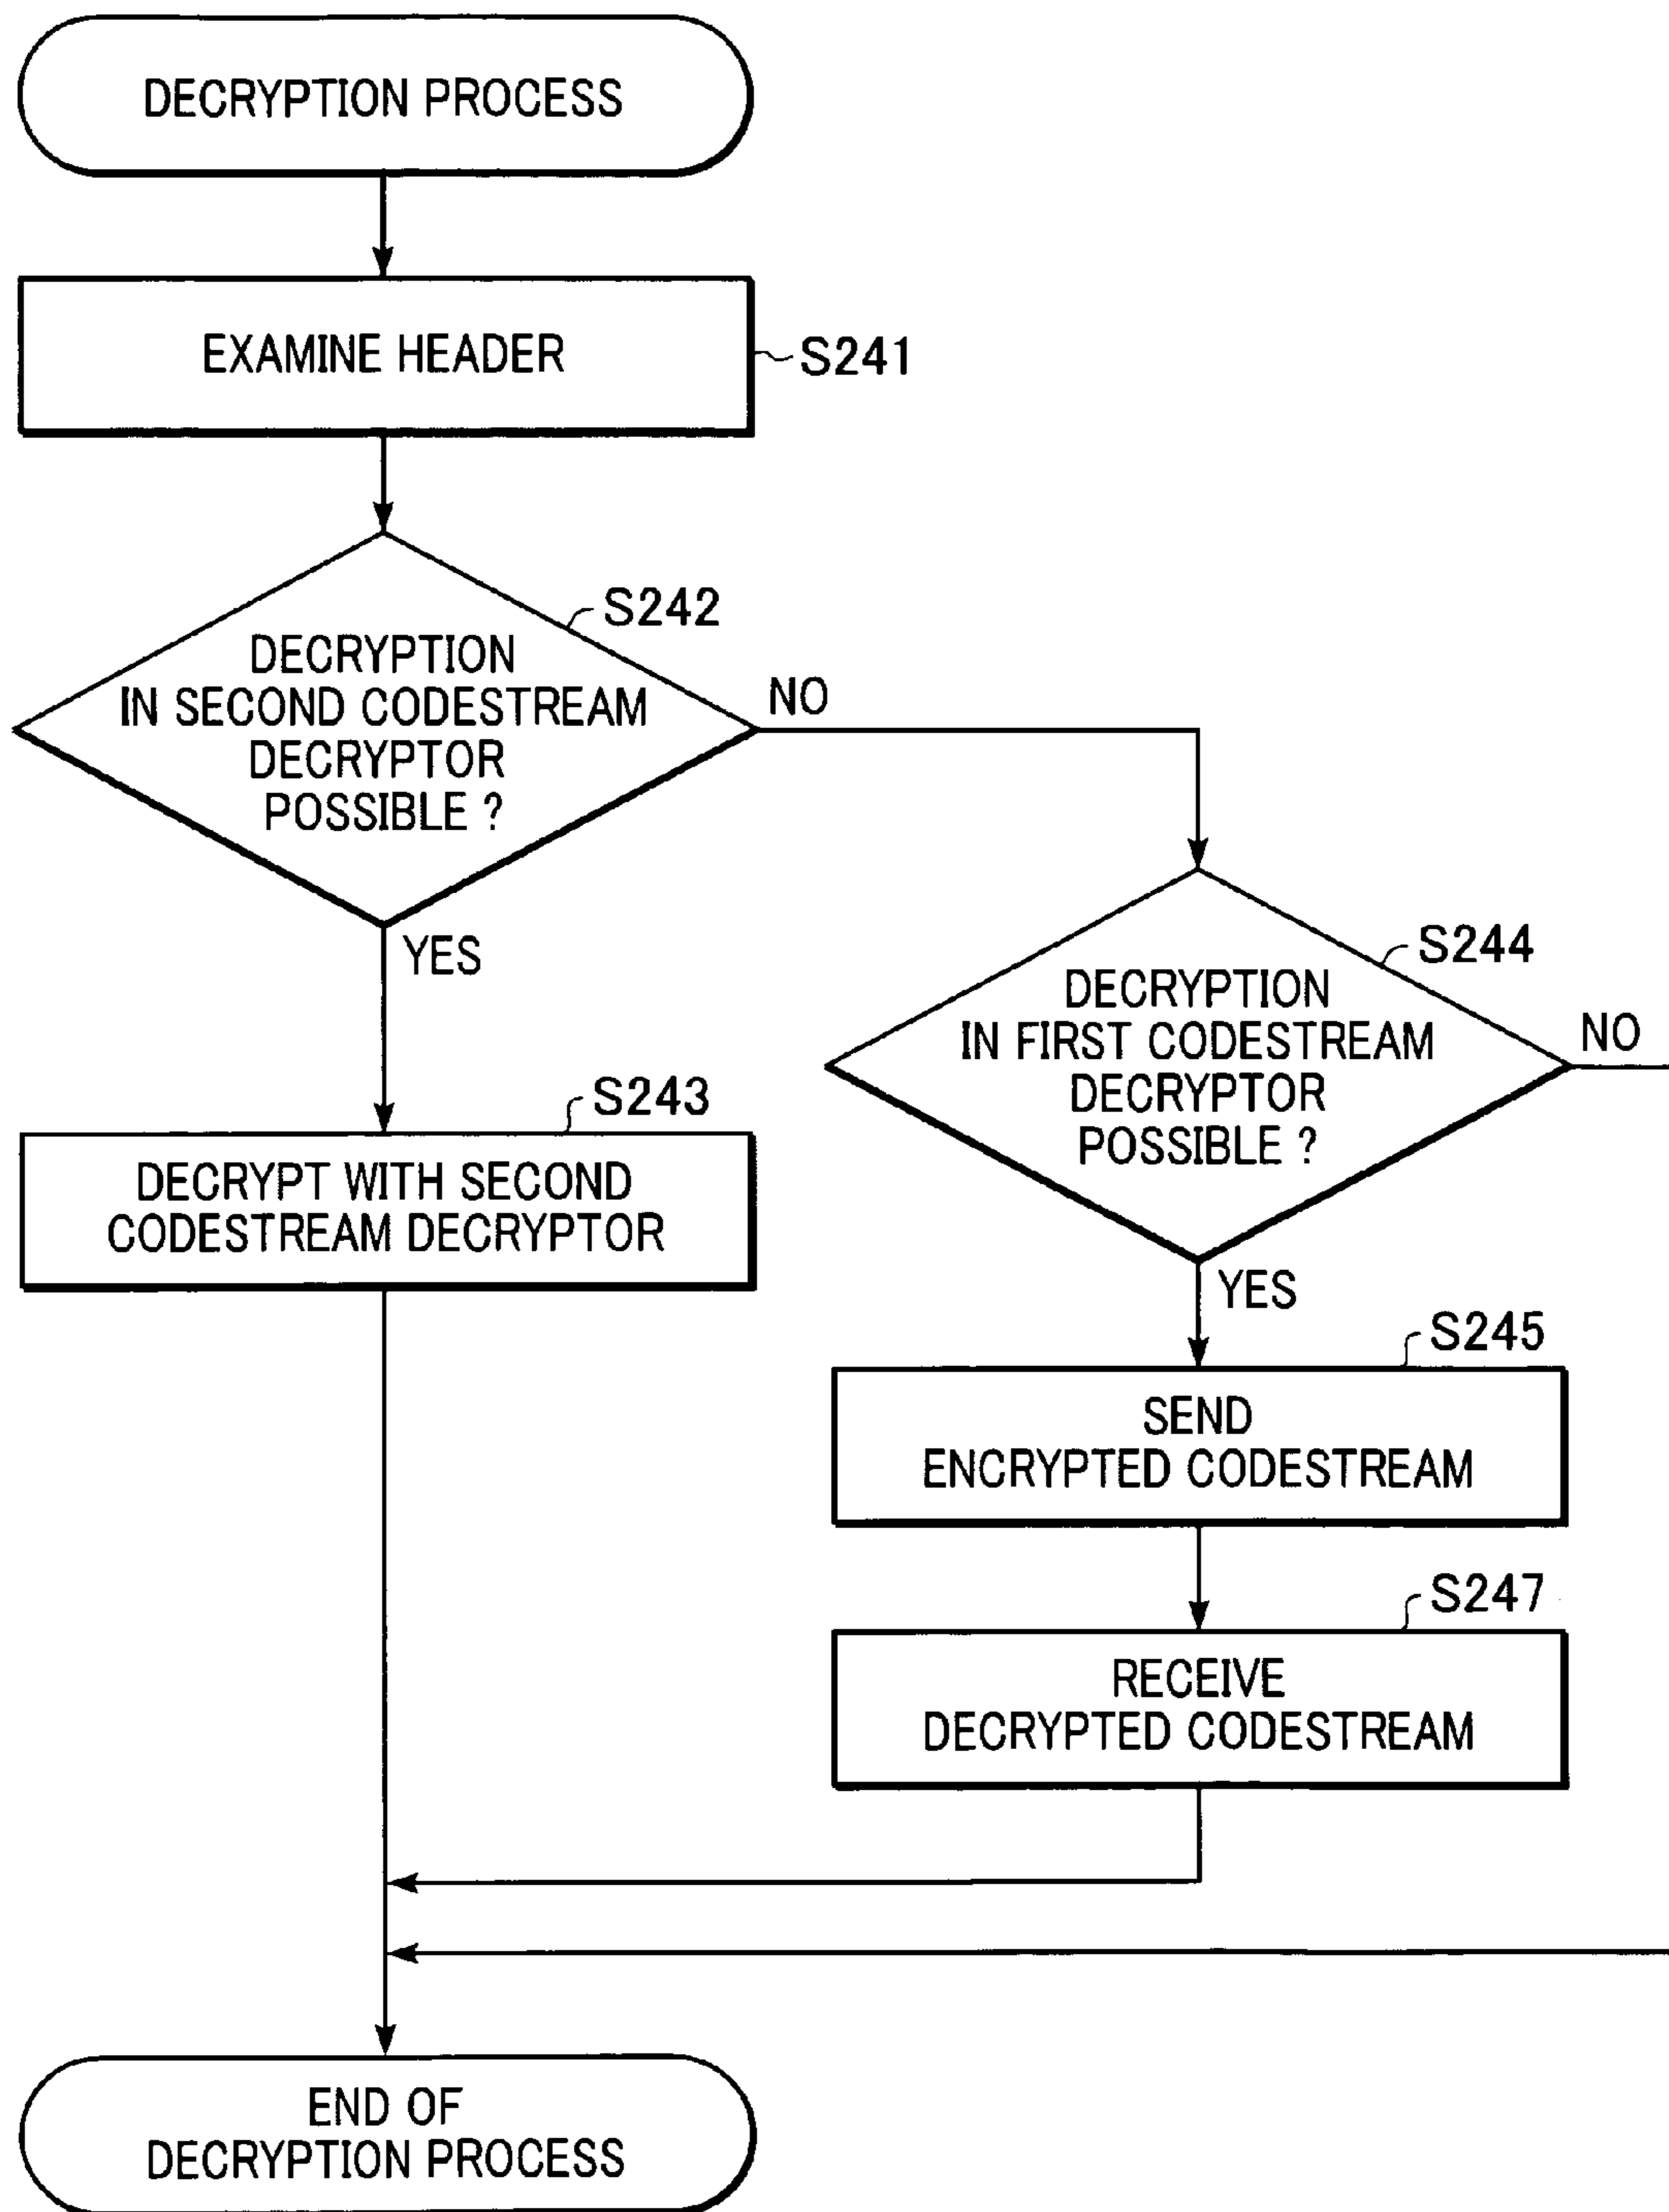 DECRYPTION PROCESS
EXAMINE HEADER
S241
S242
DECRYPTION
IN SECOND CODESTREAM
DECRYPTOR
POSSIBLE ?
NO
YES
S244
DECRYPTION
IN FIRST CODESTREAM
DECRYPTOR
POSSIBLE ?
NO
YES
S243
DECRYPT WITH SECOND
CODESTREAM DECRYPTOR
S245
SEND
ENCRYPTED CODESTREAM
S247
RECEIVE
DECRYPTED CODESTREAM
END OF
DECRYPTION PROCESS